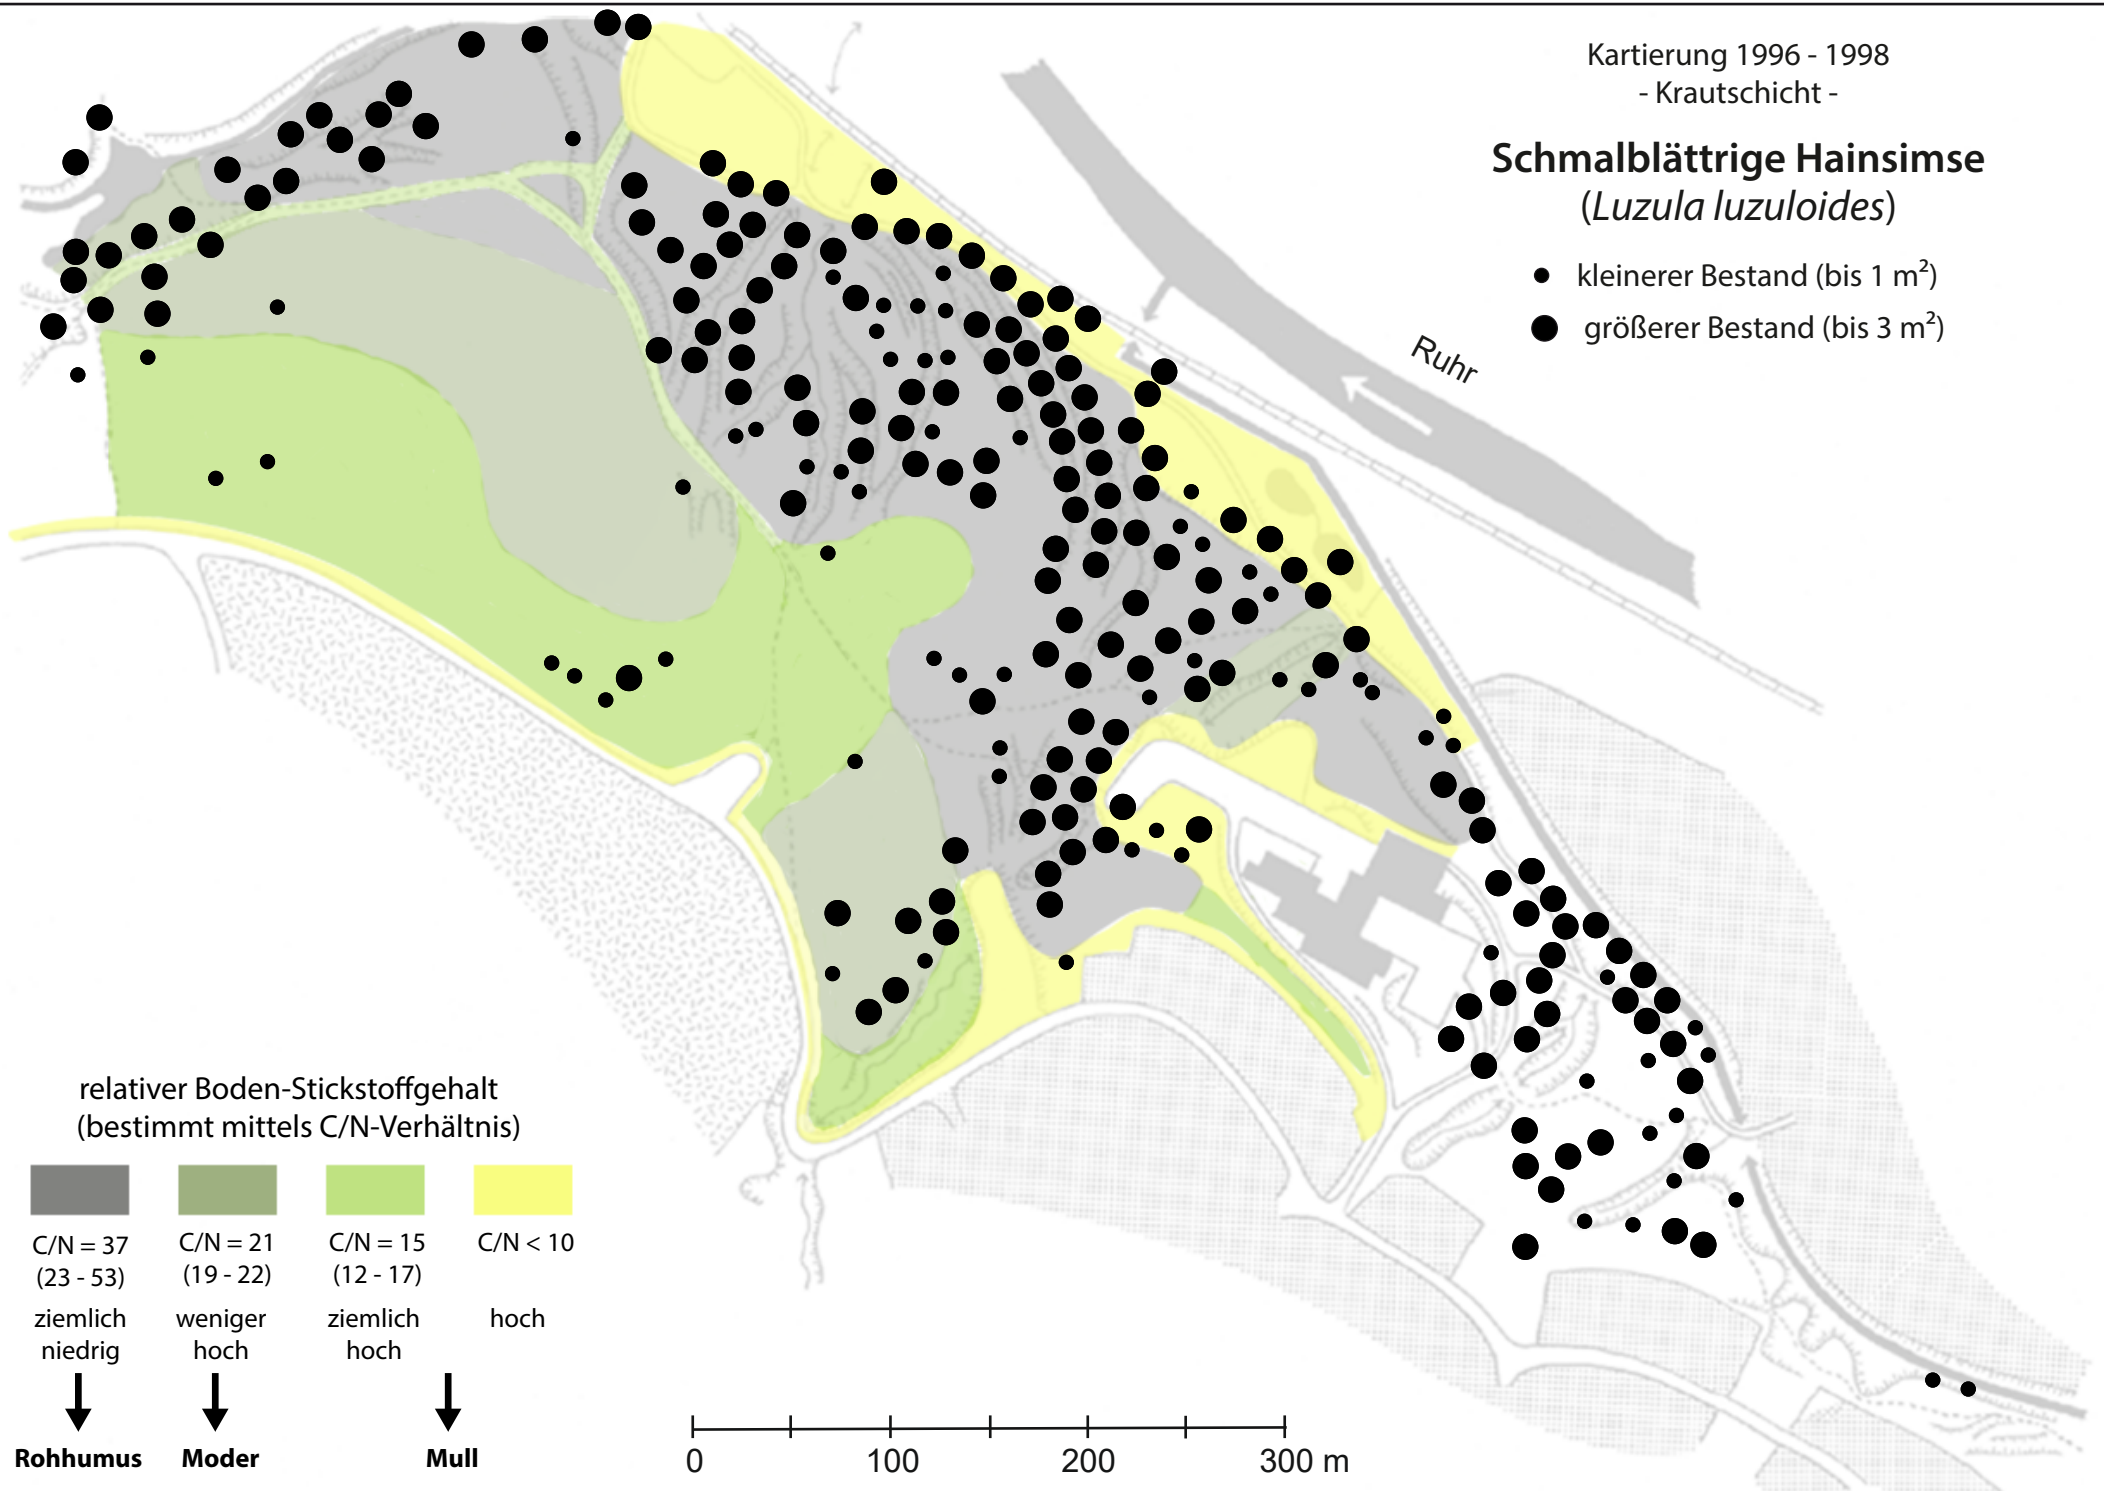 Kartierung 1996 - 1998
- Krautschicht -
Schmalblättrige Hainsimse
(Luzula luzuloides)
kleinerer Bestand (bis 1 m²)
größerer Bestand (bis 3 m²)
Ruhr
relativer Boden-Stickstoffgehalt
(bestimmt mittels C/N-Verhältnis)
C/N = 37 C/N = 21 C/N = 15 C/N < 10
(23 - 53) (19 - 22) (12 - 17)
ziemlich weniger ziemlich hoch
niedrig hoch hoch
Rohhumus Moder Mull
0 100 200 300 m